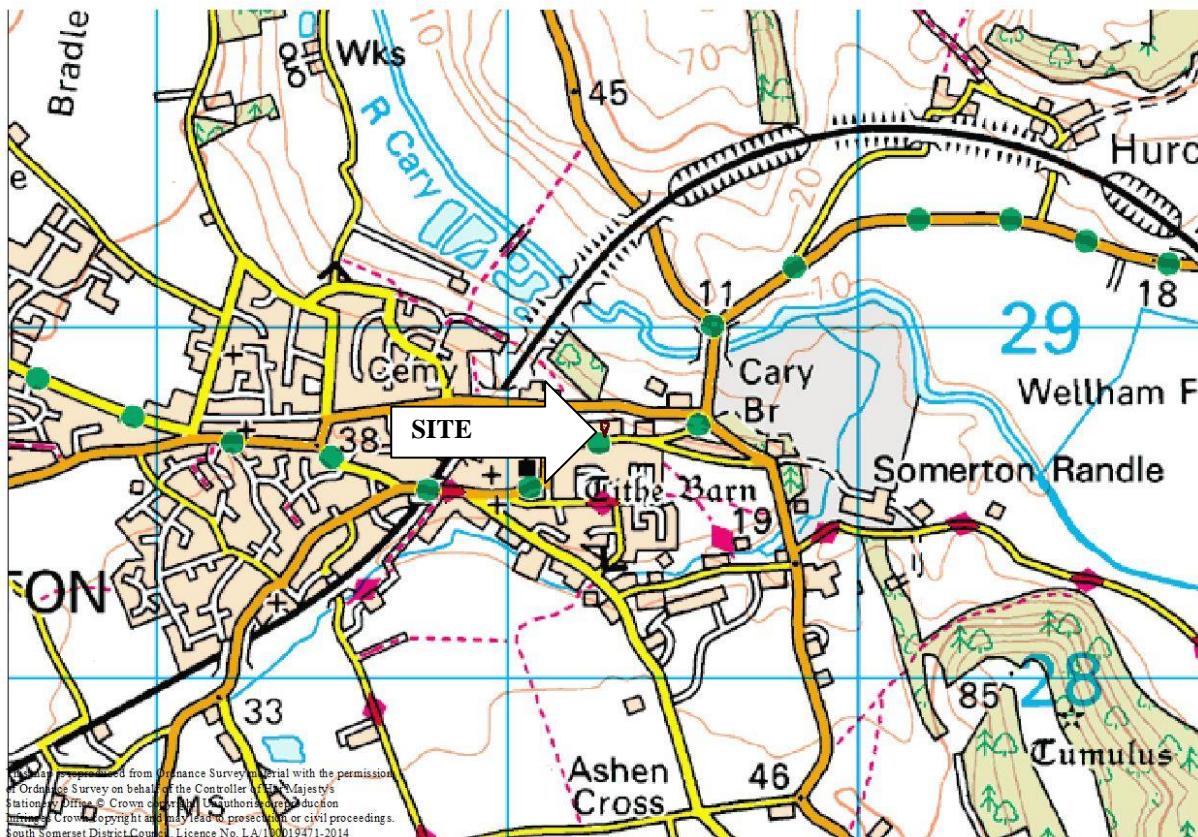 Bradle
Wks
45
70
R Cary
20
Hurc
e
11
10
18
29
Cemy
Cary
Br
Wellham F
SITE
38
Somerton Randle
Tithe Barn
19
ON
28
85
33
Tumulus
Ashen
Cross
46
MS
This map is reproduced from Ordnance Survey material with the permission
of Ordnance Survey on behalf of the Controller of Her Majesty's
Stationery Office © Crown copyright. Unauthorised reproduction
infringes Crown copyright and may lead to prosecution or civil proceedings.
South Somerset District Council, Licence No. LA/100019471-2014